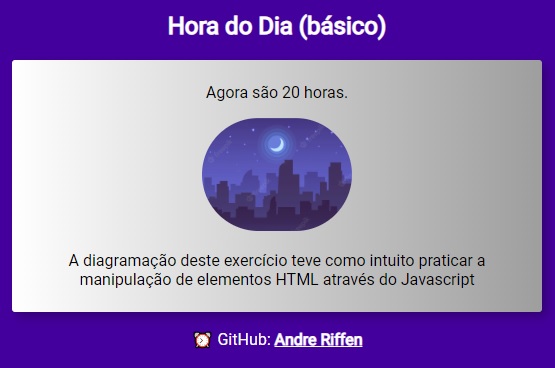 Hora do Dia (básico)
Agora são 20 horas.
A diagramação deste exercício teve como intuito praticar a
manipulação de elementos HTML através do Javascript
⏰ GitHub: Andre Riffen